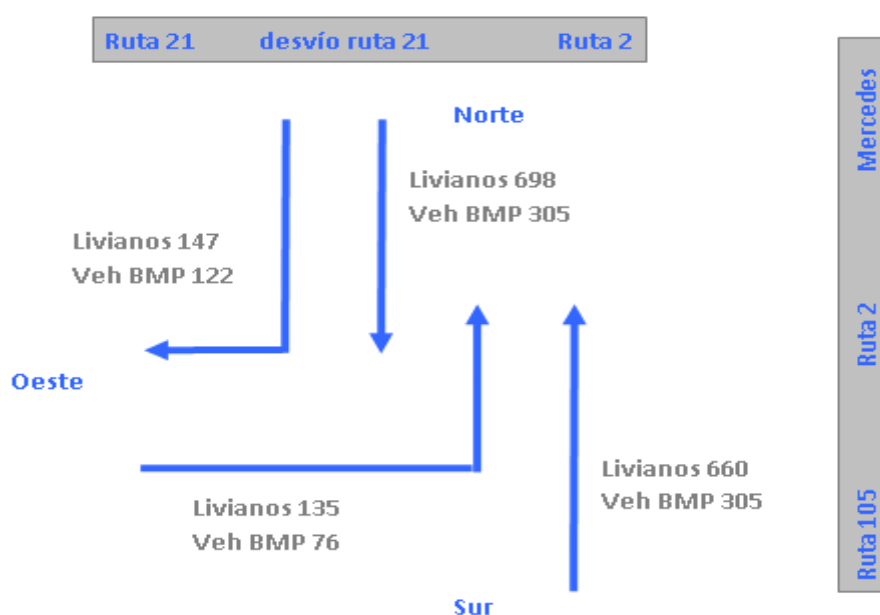 Ruta 21 desvío ruta 21 Ruta 2
Norte
Livianos 698
Veh BMP 305
Livianos 147
Veh BMP 122
Oeste
Livianos 135
Veh BMP 76
Livianos 660
Veh BMP 305
Sur
Mercedes
Ruta 2
Ruta 105